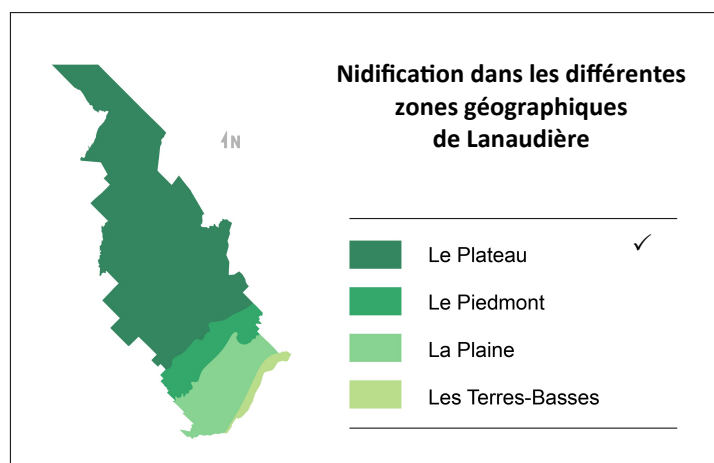 Nidification dans les différentes
zones géographiques
de Lanaudière
N
Le Plateau ✓
Le Piedmont
La Plaine
Les Terres-Basses